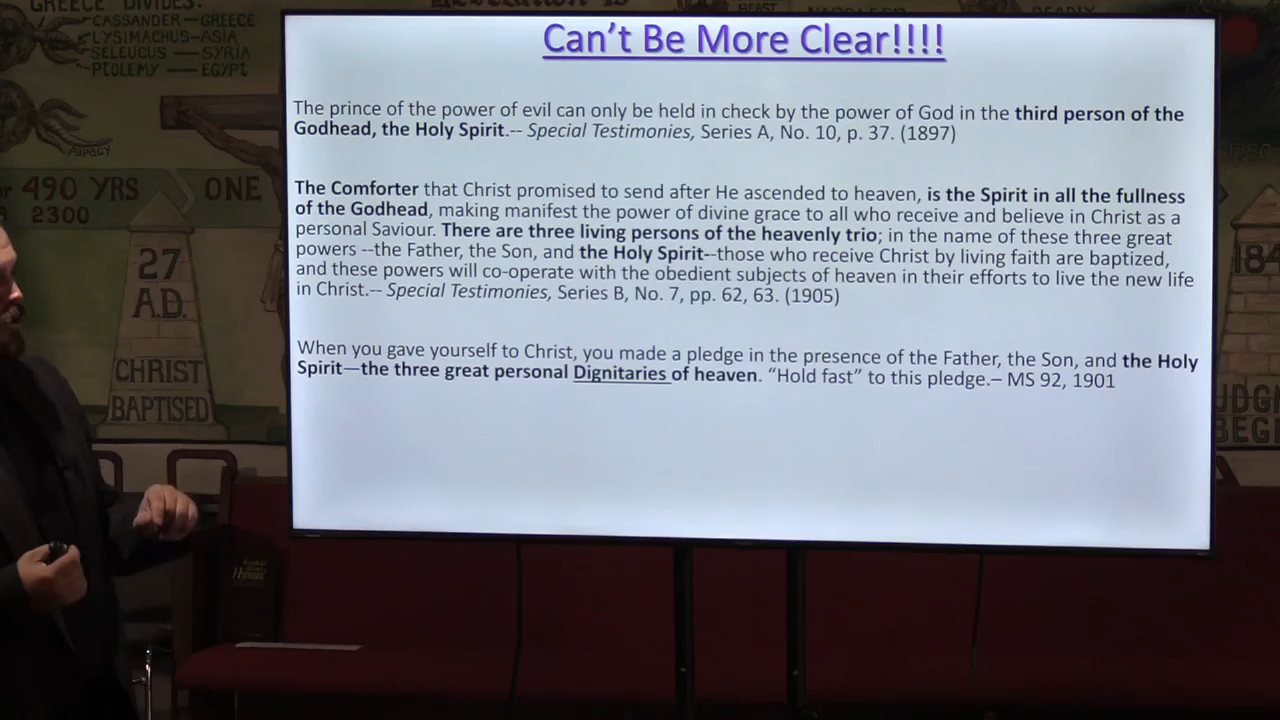 GREECE DIVIDES:
CASSANDER — GREECE
LYSIMACHUS-ASIA
SELEUCUS — SYRIA
PTOLEMY — EGYPT
PAPACY
490 YRS
ONE
2300
27
A.D.
CHRIST
BAPTISED
Can't Be More Clear!!!!
The prince of the power of evil can only be held in check by the power of God in the third person of the
Godhead, the Holy Spirit.-- Special Testimonies, Series A, No. 10, p. 37. (1897)
The Comforter that Christ promised to send after He ascended to heaven, is the Spirit in all the fullness
of the Godhead, making manifest the power of divine grace to all who receive and believe in Christ as a
personal Saviour. There are three living persons of the heavenly trio; in the name of these three great
powers --the Father, the Son, and the Holy Spirit--those who receive Christ by living faith are baptized,
and these powers will co-operate with the obedient subjects of heaven in their efforts to live the new life
in Christ.-- Special Testimonies, Series B, No. 7, pp. 62, 63. (1905)
When you gave yourself to Christ, you made a pledge in the presence of the Father, the Son, and the Holy
Spirit—the three great personal Dignitaries of heaven. “Hold fast” to this pledge.– MS 92, 1901
BEAST
184
UDG
BEGI
Hymnal